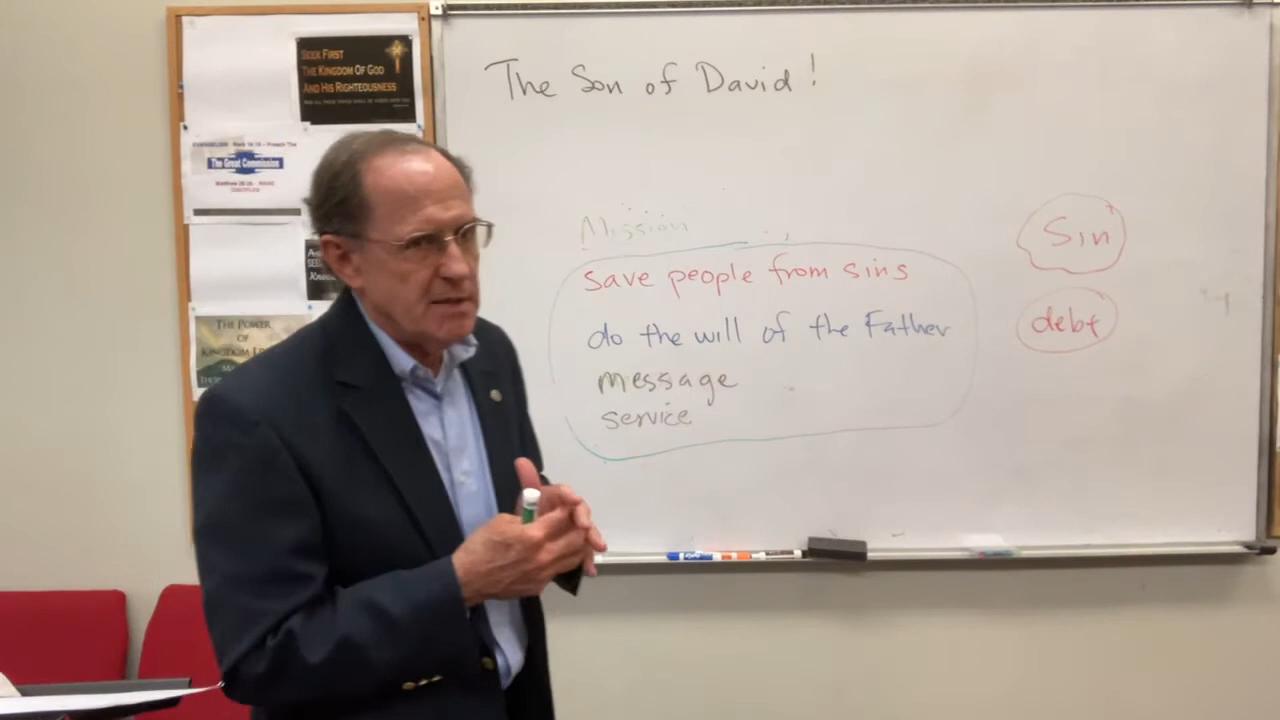 SEEK FIRST
THE KINGDOM OF GOD
AND HIS RIGHTEOUSNESS
The Great Commission
THE POWER
OF
The Son of David!
Mission
save people from sins
do the will of the Father
message
service
Sin
debt